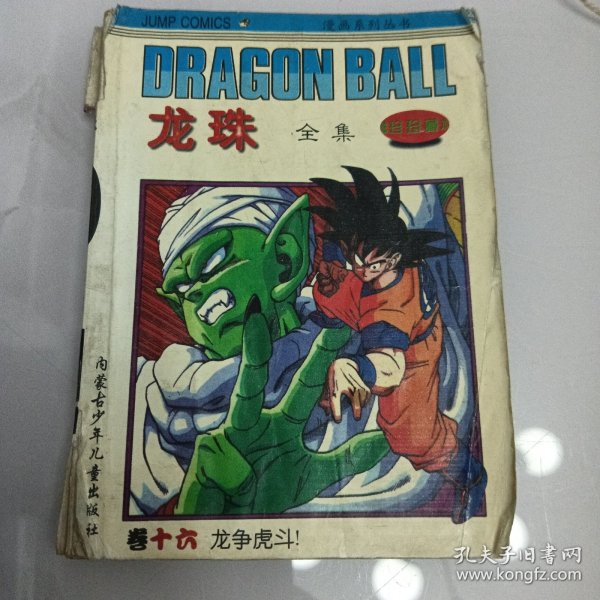 JUMP COMICS
漫画系列丛书
DRAGON BALL
龙珠 全集
内蒙古少年儿童出版社
卷十六 龙争虎斗!
孔夫子旧书网
www.kongfz.com